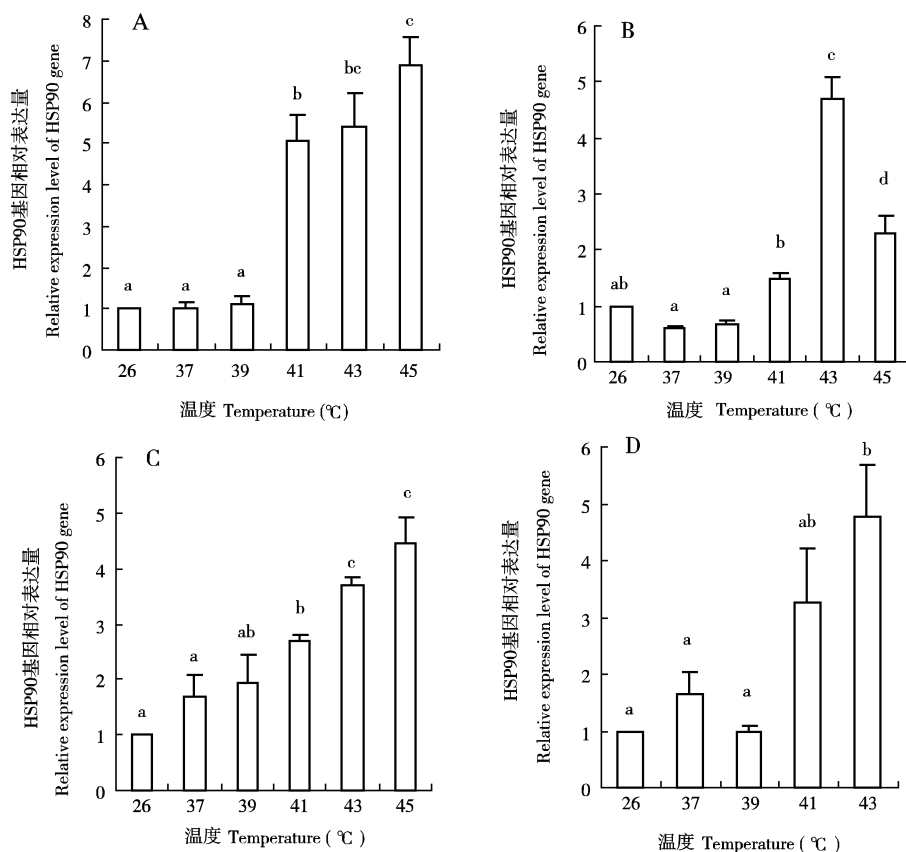 A
HSP90基因相对表达量
Relative expression level of HSP90 gene
8
7
6
5
4
3
2
1
0
a
a
a
b
bc
c
26
37
39
41
43
45
温度 Temperature (℃)
B
HSP90基因相对表达量
Relative expression level of HSP90 gene
6
5
4
3
2
1
0
ab
a
a
b
c
d
26
37
39
41
43
45
温度 Temperature ( ℃)
C
HSP90基因相对表达量
Relative expression level of HSP90 gene
6
5
4
3
2
1
0
a
a
ab
b
c
c
26
37
39
41
43
45
温度 Temperature (℃)
D
HSP90基因相对表达量
Relative expression level of HSP90 gene
6
5
4
3
2
1
0
a
a
a
ab
b
26
37
39
41
43
温度 Temperature ( ℃)